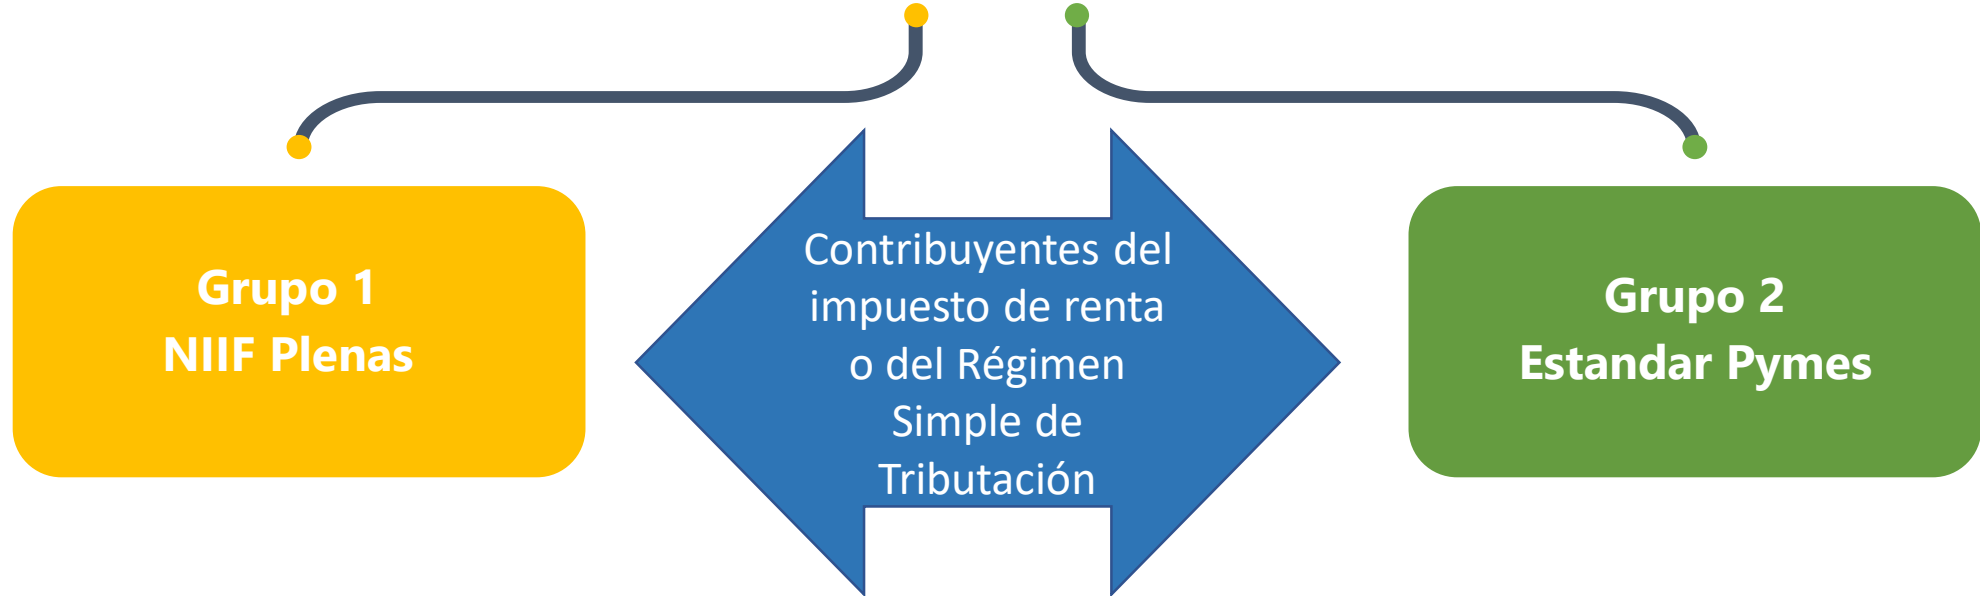 Grupo 1
NIIF Plenas
Contribuyentes del
impuesto de renta
o del Régimen
Simple de
Tributación
Grupo 2
Estandar Pymes